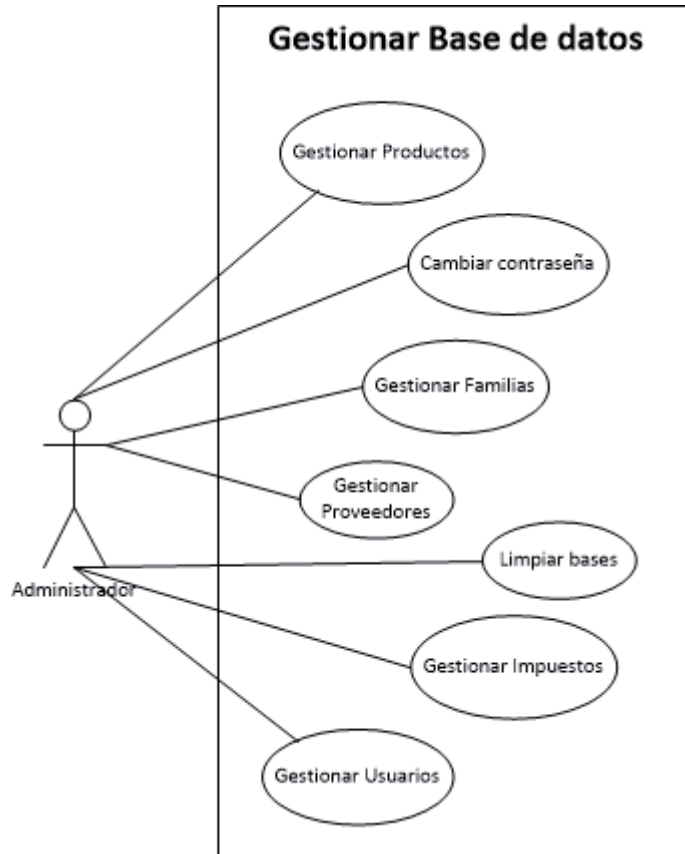 Gestionar Base de datos
Gestionar Productos
Cambiar contraseña
Gestionar Familias
Gestionar
Proveedores
Limpiar bases
Administrador
Gestionar Impuestos
Gestionar Usuarios